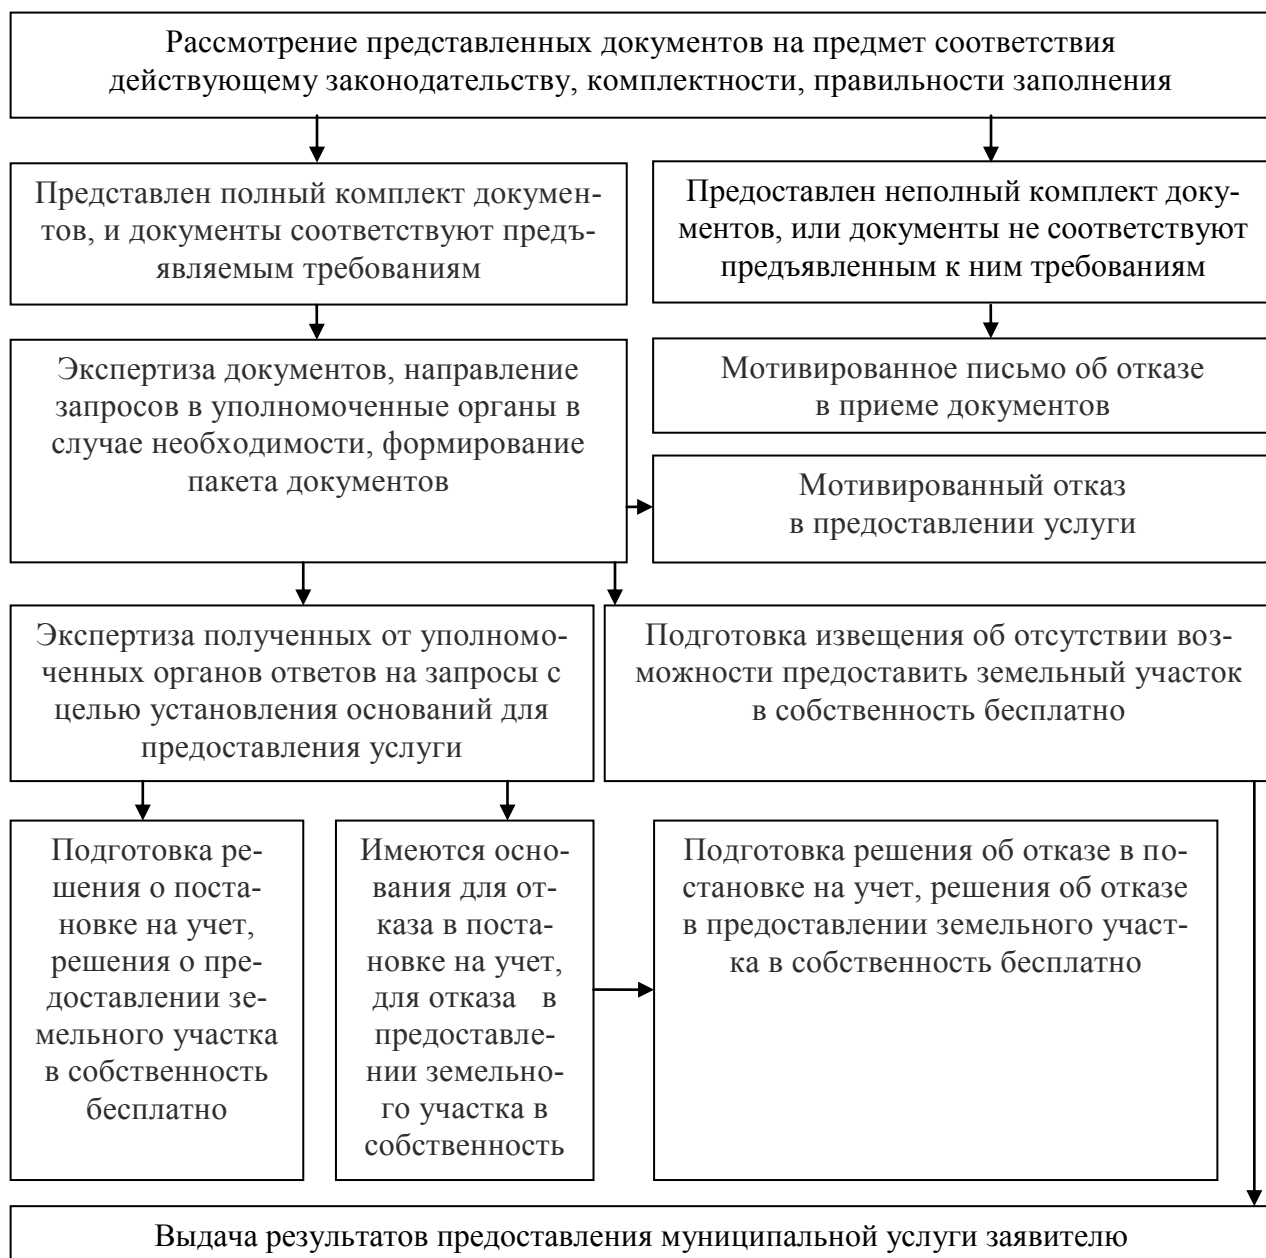 Рассмотрение представленных документов на предмет соответствия
действующему законодательству, комплектности, правильности заполнения
Представлен полный комплект докумен-
тов, и документы соответствуют предъ-
являемым требованиям
Предоставлен неполный комплект доку-
ментов, или документы не соответствуют
предъявленным к ним требованиям
Экспертиза документов, направление
запросов в уполномоченные органы в
случае необходимости, формирование
пакета документов
Мотивированное письмо об отказе
в приеме документов
Мотивированный отказ
в предоставлении услуги
Экспертиза полученных от уполномо-
ченных органов ответов на запросы с
целью установления оснований для
предоставления услуги
Подготовка извещения об отсутствии воз-
можности предоставить земельный участок
в собственность бесплатно
Подготовка ре-
шения о поста-
новке на учет,
решения о пре-
доставлении зе-
мельного участка
в собственность
бесплатно
Имеются осно-
вания для от-
каза в поста-
новке на учет,
для отказа в
предоставле-
нии земельно-
го участка в
собственность
Подготовка решения об отказе в по-
становке на учет, решения об отказе
в предоставлении земельного участ-
ка в собственность бесплатно
Выдача результатов предоставления муниципальной услуги заявителю